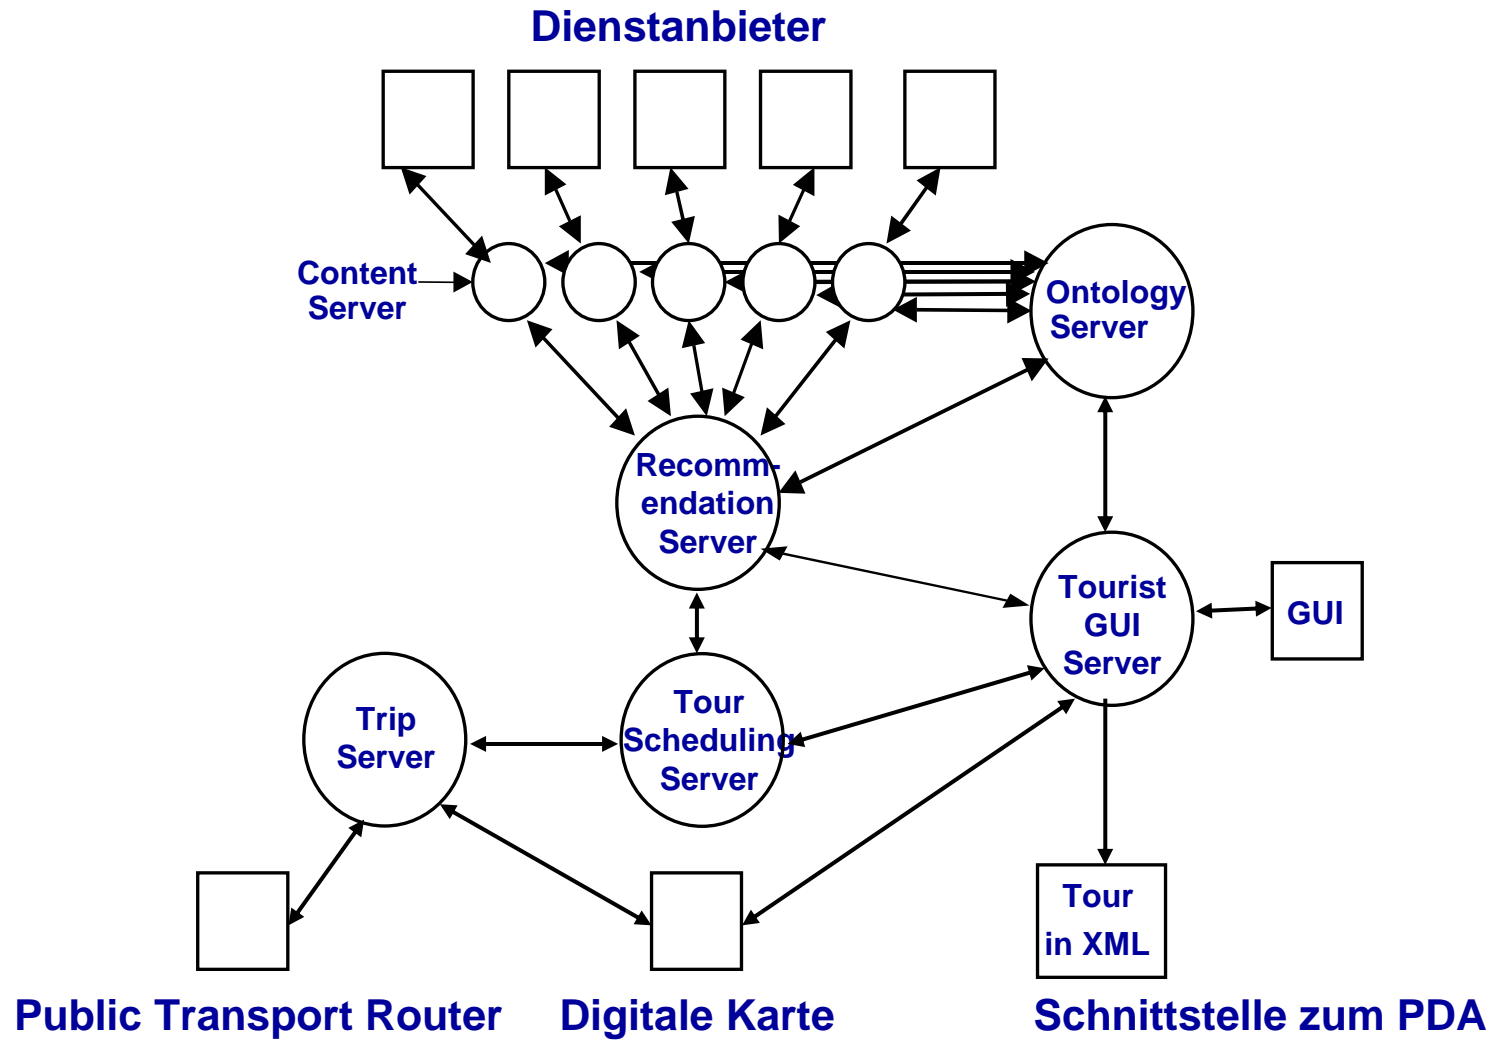 Dienstanbieter
Content
Server
Ontology
Server
Recomm-
endation
Server
Tourist
GUI
Server
GUI
Trip
Server
Tour
Scheduling
Server
Tour
in XML
Public Transport Router
Digitale Karte
Schnittstelle zum PDA